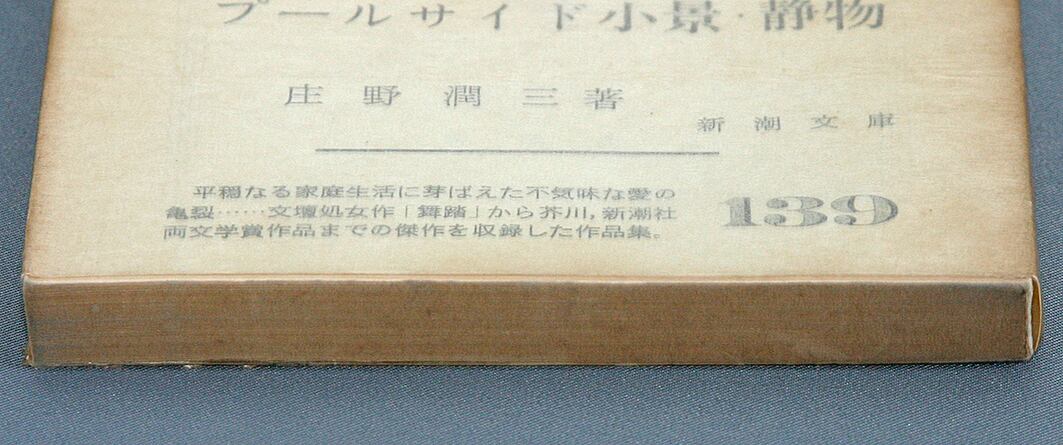 プールサイド小景・静物
庄野潤三著
新潮文庫
平穏なる家庭生活に芽ばえた不気味な愛の
亀裂……文壇処女作「舞踏」から芥川,新潮社
両文学賞作品までの傑作を収録した作品集。
139